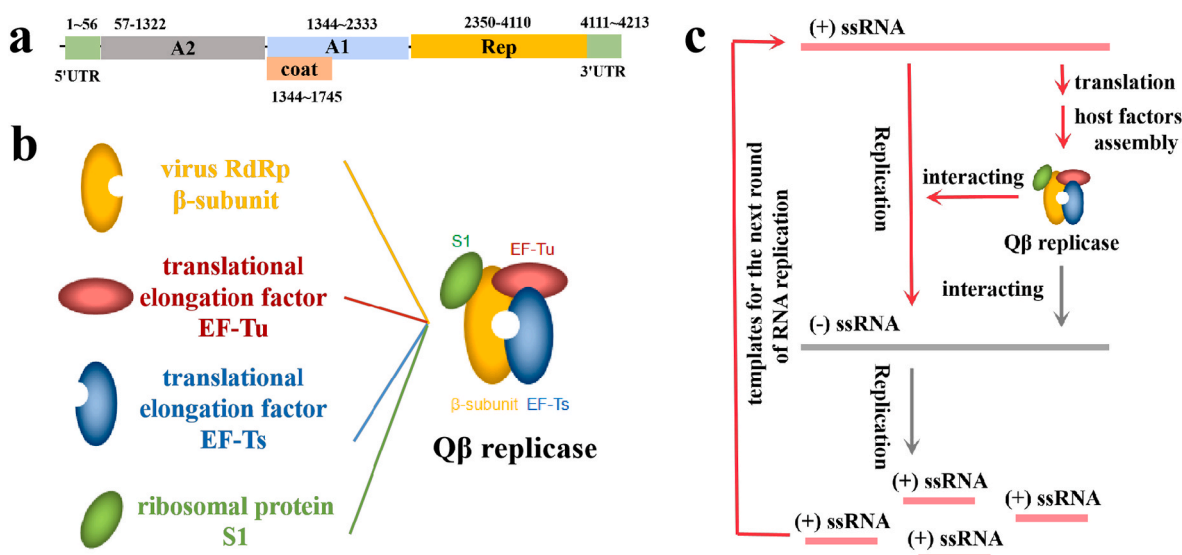 a
1~56
57-1322
1344~2333
2350-4110
4111~4213
A2
A1
Rep
5'UTR
coat
3'UTR
1344~1745
b
virus RdRp
β-subunit
translational
elongation factor
EF-Tu
translational
elongation factor
EF-Ts
ribosomal protein
S1
S1
EF-Tu
β-subunit
EF-Ts
Qβ replicase
c
(+) ssRNA
translation
host factors
assembly
Replication
interacting
Qβ replicase
interacting
(-) ssRNA
Replication
templates for the next round
of RNA replication
(+) ssRNA
(+) ssRNA
(+) ssRNA
(+) ssRNA